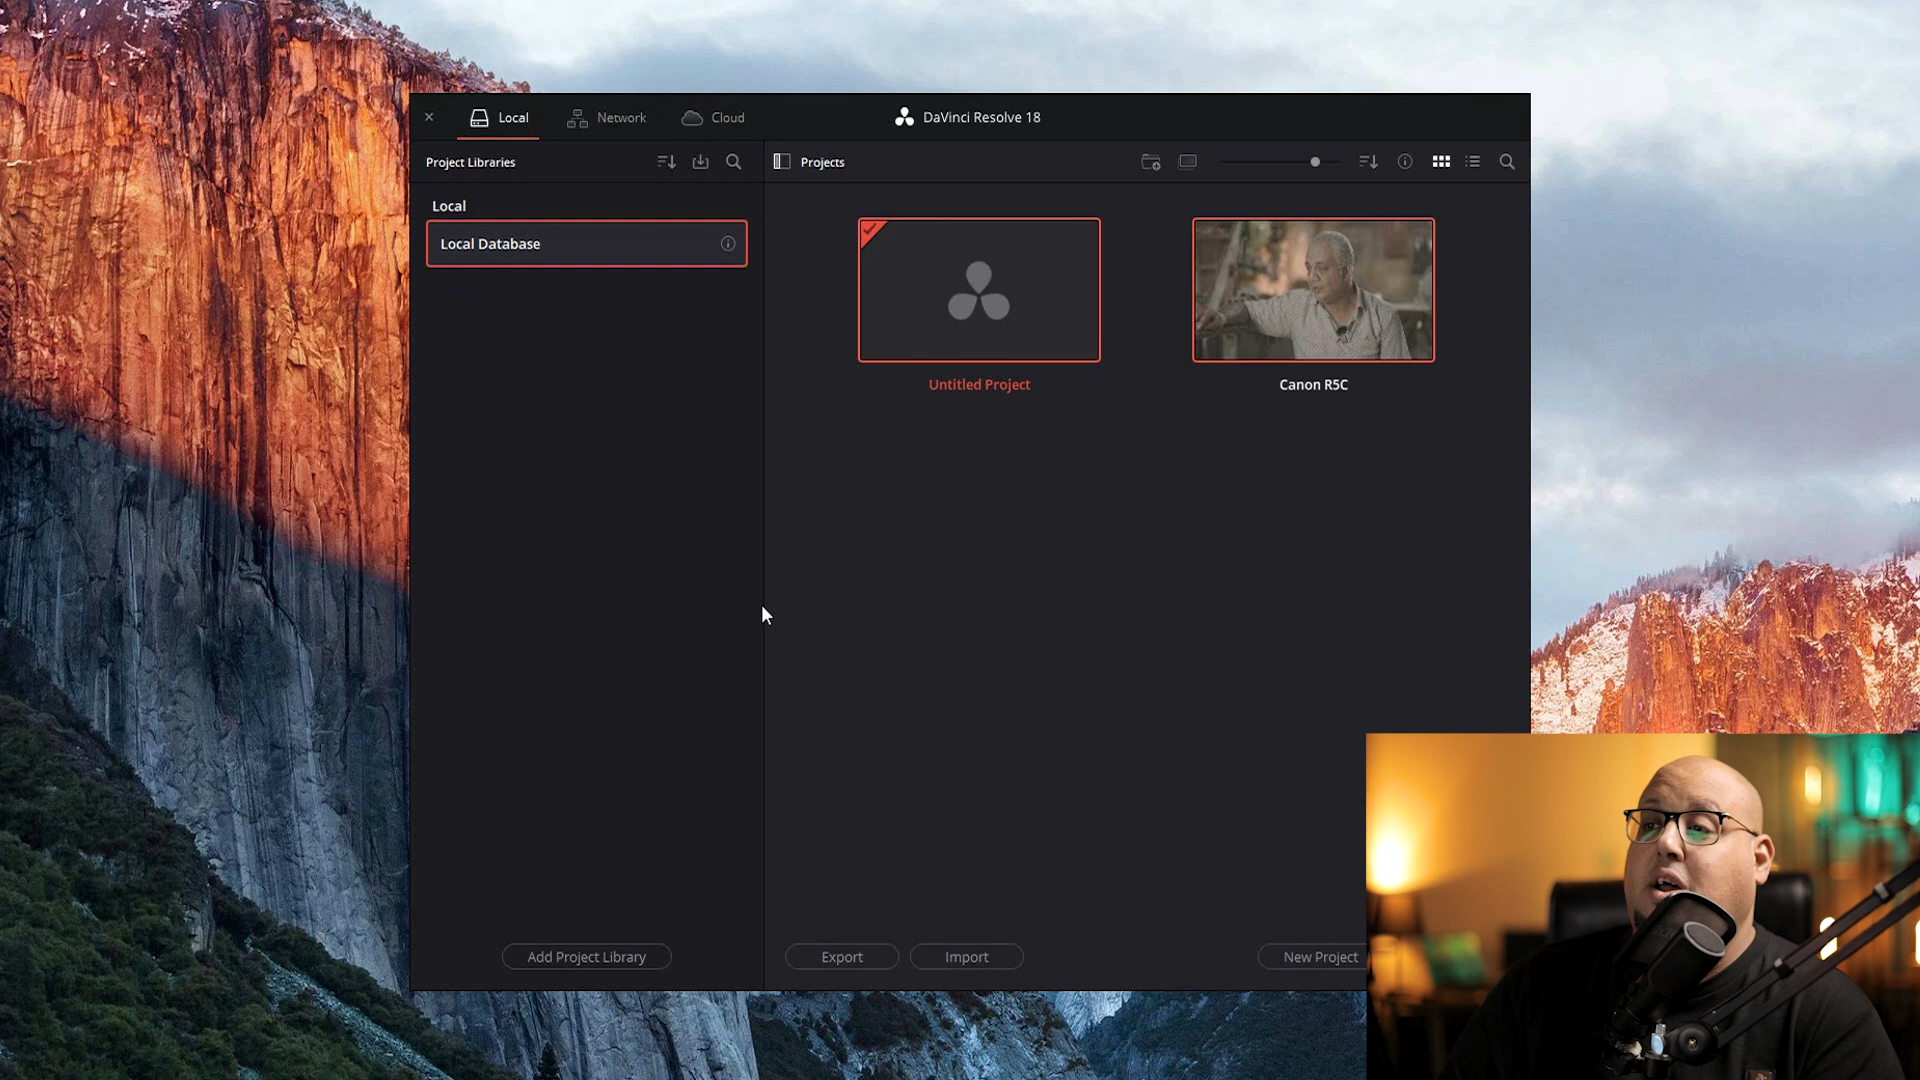 Local
Network
Cloud
DaVinci Resolve 18
Project Libraries
Projects
Local
Local Database
Untitled Project
Canon R5C
Add Project Library
Export
Import
New Project